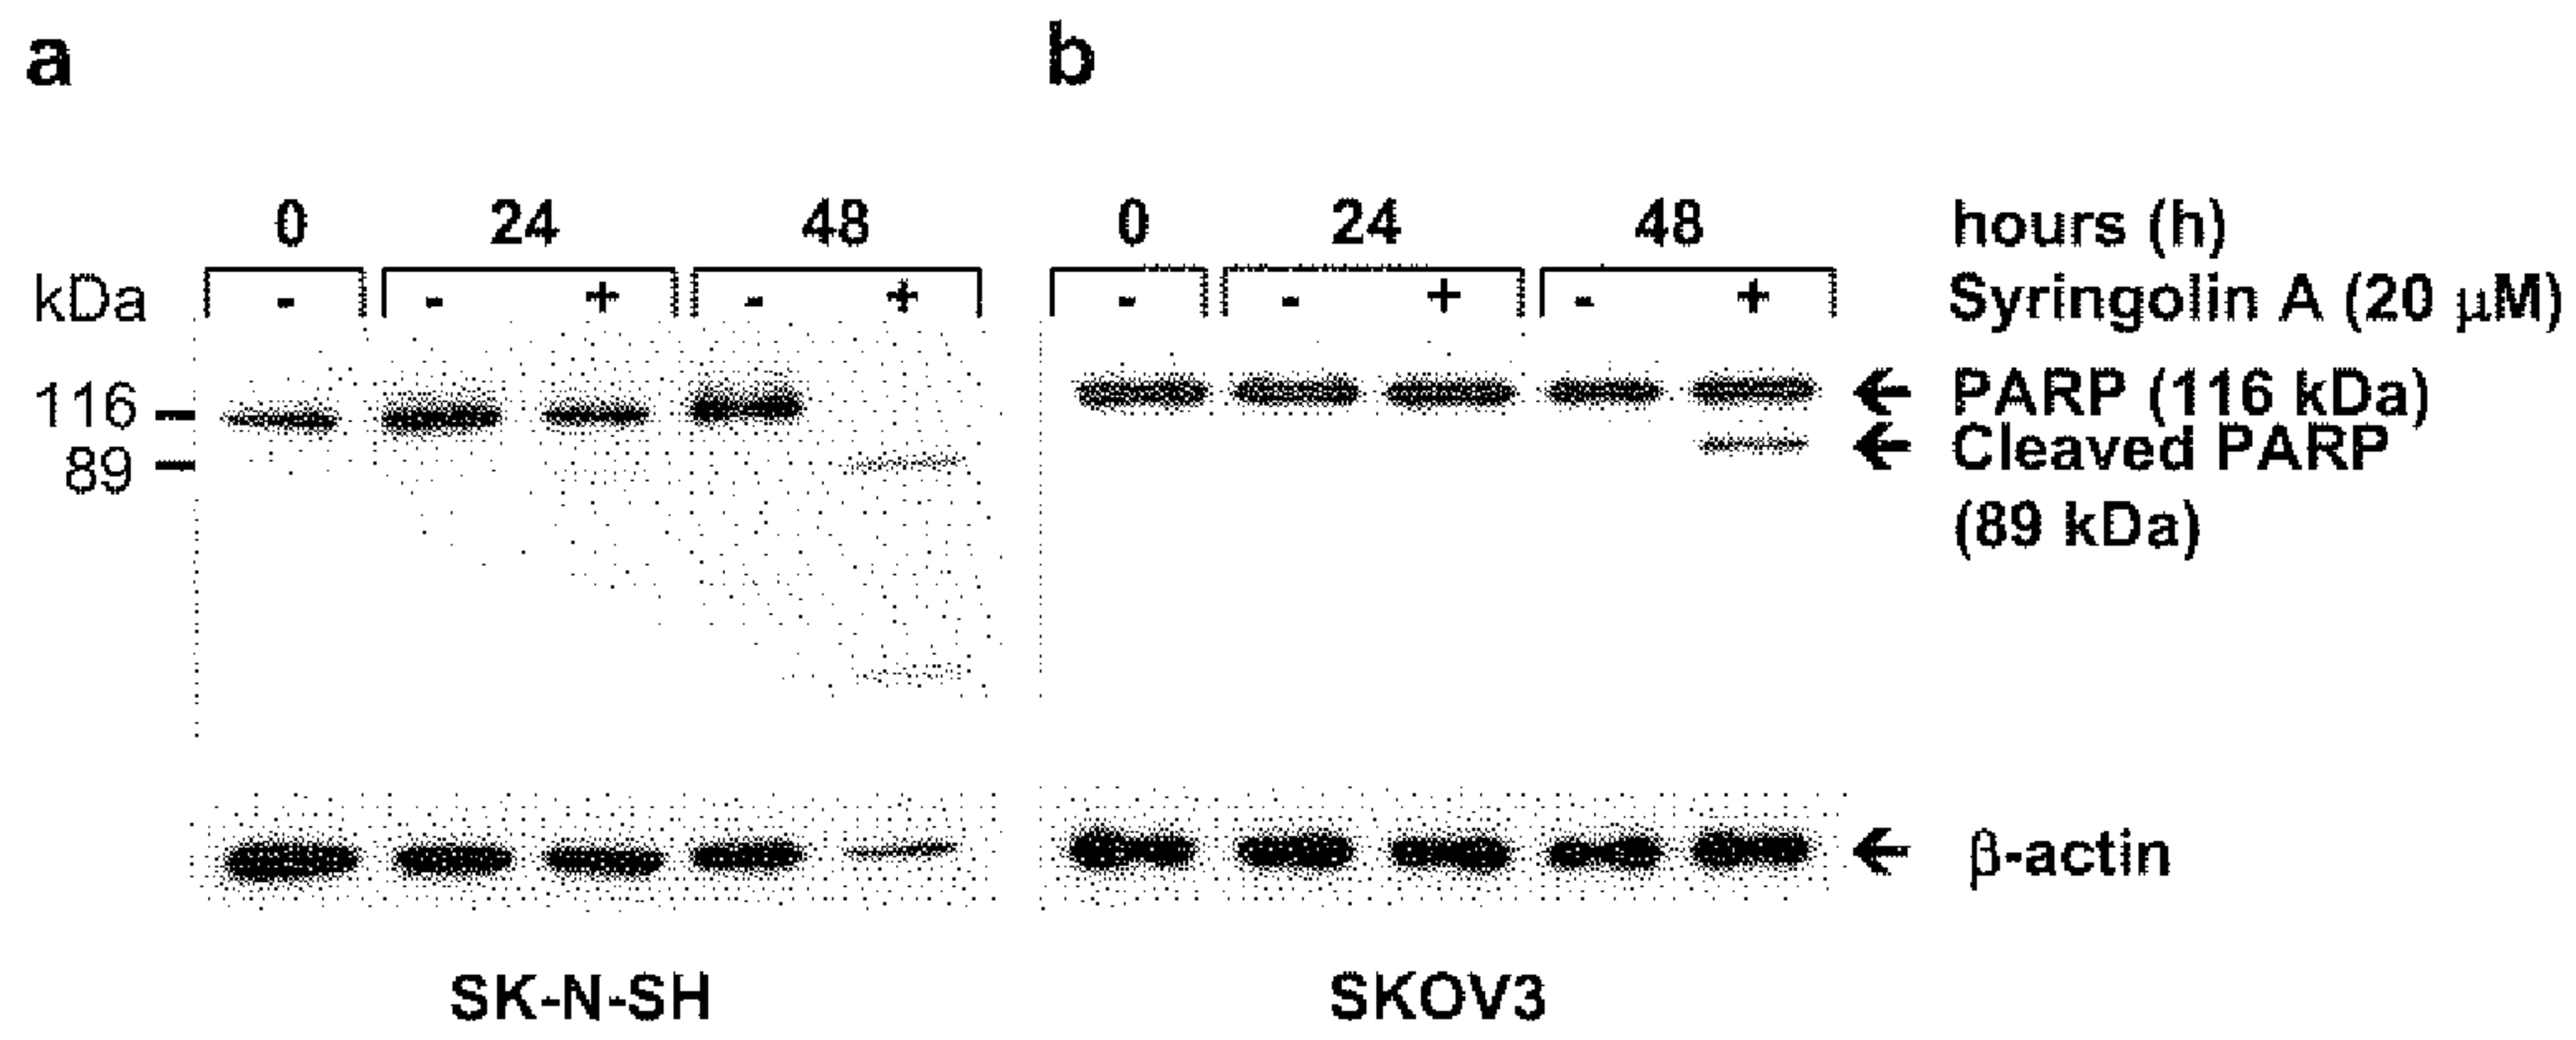 a b
0 24 48 0 24 48 hours (h)
kDa - - + - + - - + - + Syringolin A (20 μM)
116 PARP (116 kDa)
89 Cleaved PARP
(89 kDa)
β-actin
SK-N-SH SKOV3